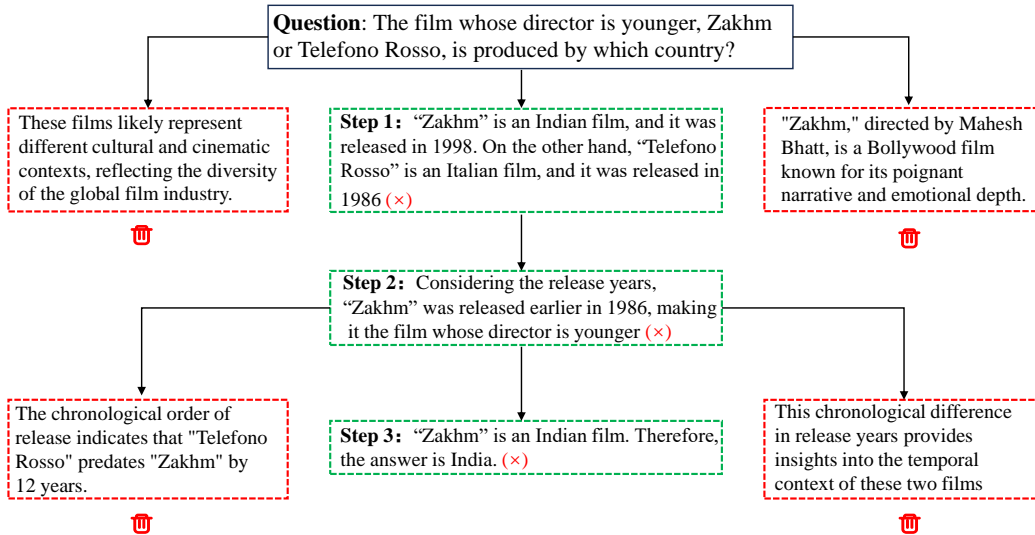 Question: The film whose director is younger, Zakhm
or Telefono Rosso, is produced by which country?
These films likely represent
different cultural and cinematic
contexts, reflecting the diversity
of the global film industry.
Step 1: “Zakhm” is an Indian film, and it was
released in 1998. On the other hand, “Telefono
Rosso” is an Italian film, and it was released in
1986 (×)
"Zakhm," directed by Mahesh
Bhatt, is a Bollywood film
known for its poignant
narrative and emotional depth.
Step 2: Considering the release years,
“Zakhm” was released earlier in 1986, making
it the film whose director is younger (×)
The chronological order of
release indicates that "Telefono
Rosso" predates "Zakhm" by
12 years.
Step 3: “Zakhm” is an Indian film. Therefore,
the answer is India. (×)
This chronological difference
in release years provides
insights into the temporal
context of these two films